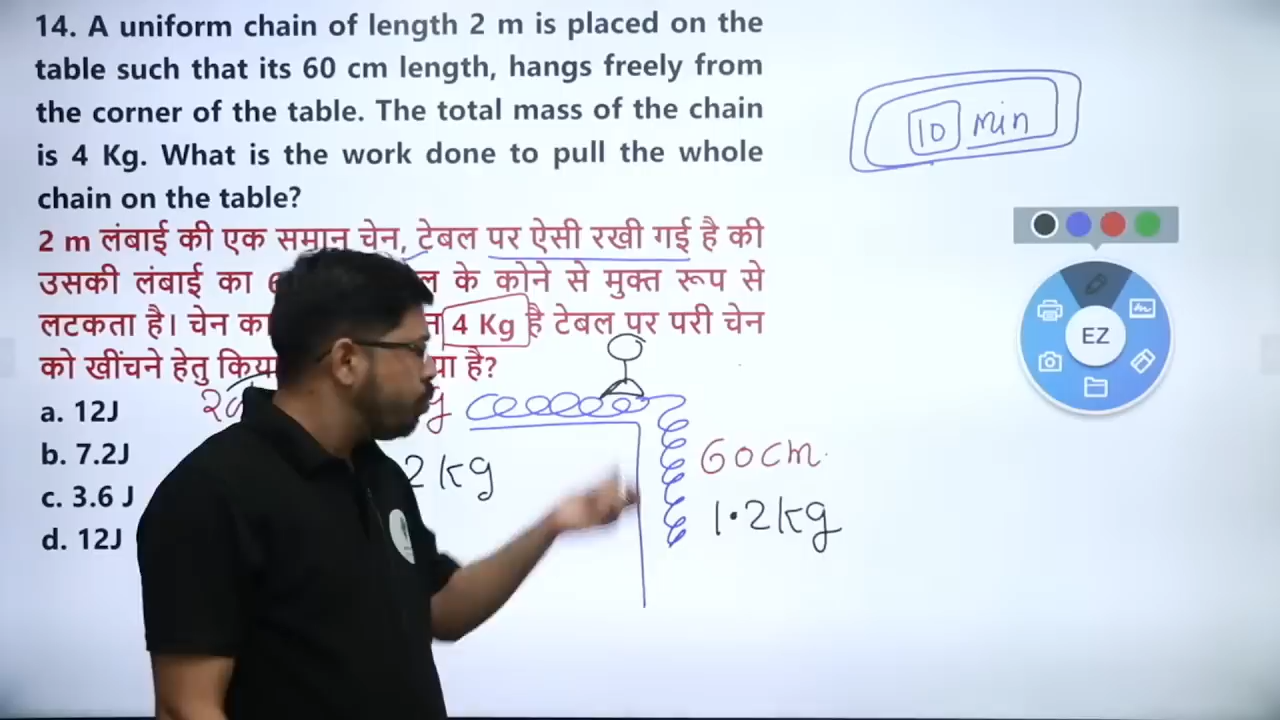 14. A uniform chain of length 2 m is placed on the
table such that its 60 cm length, hangs freely from
the corner of the table. The total mass of the chain
is 4 Kg. What is the work done to pull the whole
chain on the table?
2 m लंबाई की एक समान चेन, टेबल पर ऐसी रखी गई है की
उसकी लंबाई का के कोने से मुक्त रूप से
लटकता है। चेन का 4 Kg है टेबल पर परी चेन
को खींचने हेतु है?
a. 12J
b. 7.2J
c. 3.6 J
d. 12J
10 min
60cm
1.2kg
2kg
EZ